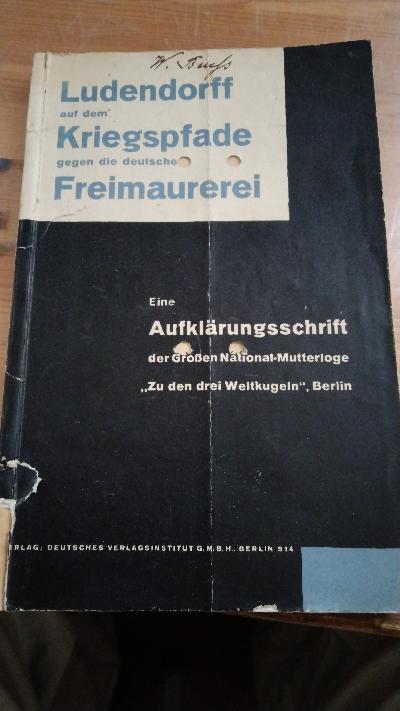 Ludendorff
auf dem
Kriegspfade
gegen die deutsche
Freimaurerei
Eine
Aufklärungsschrift
der Großen National-Mutterloge
„Zu den drei Weltkugeln“, Berlin
ERLAG: DEUTSCHES VERLAGSINSTITUT G.M.B.H., BERLIN S14